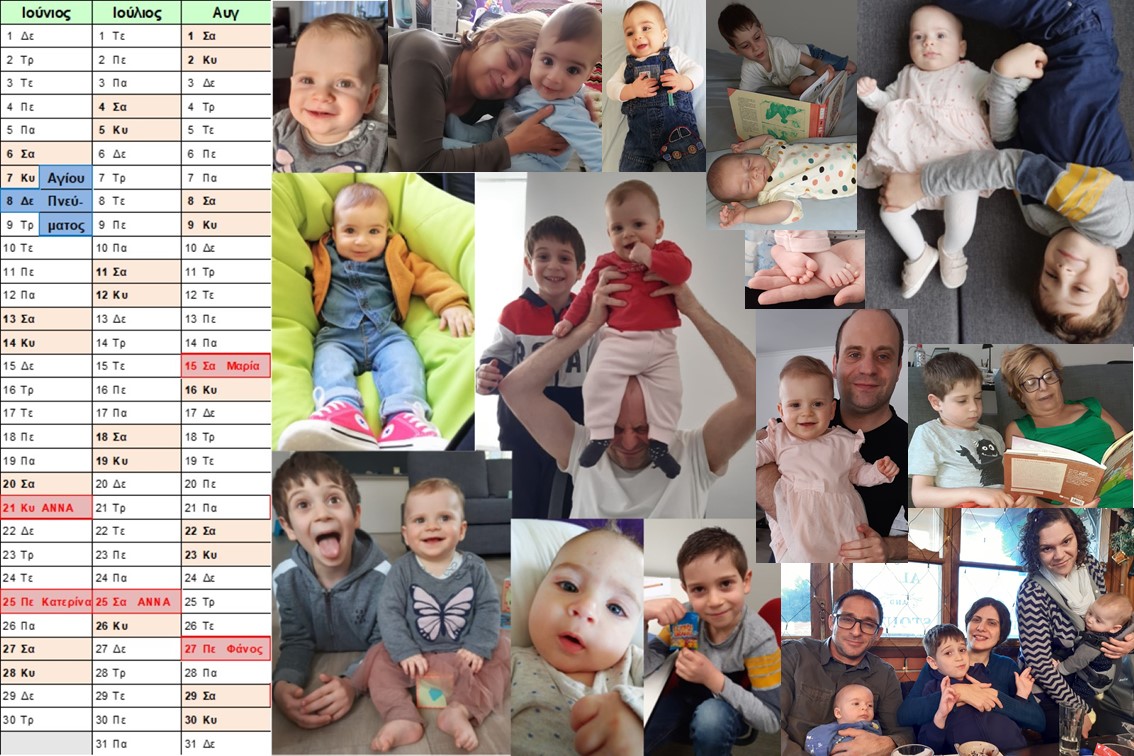 Ιούνιος Ιούλιος Αυγ
1 Δε 1 Τε 1 Σα
2 Τρ 2 Πε 2 Κυ
3 Τε 3 Πα 3 Δε
4 Πε 4 Σα 4 Τρ
5 Πα 5 Κυ 5 Τε
6 Σα 6 Δε 6 Πε
7 Κυ Αγίου 7 Τρ 7 Πα
8 Δε Πνεύ- 8 Τε 8 Σα
9 Τρ ματος 9 Πε 9 Κυ
10 Τε 10 Πα 10 Δε
11 Πε 11 Σα 11 Τρ
12 Πα 12 Κυ 12 Τε
13 Σα 13 Δε 13 Πε
14 Κυ 14 Τρ 14 Πα
15 Δε 15 Τε 15 Σα Μαρία
16 Τρ 16 Πε 16 Κυ
17 Τε 17 Πα 17 Δε
18 Πε 18 Σα 18 Τρ
19 Πα 19 Κυ 19 Τε
20 Σα 20 Δε 20 Πε
21 Κυ ΑΝΝΑ 21 Τρ 21 Πα
22 Δε 22 Τε 22 Σα
23 Τρ 23 Πε 23 Κυ
24 Τε 24 Πα 24 Δε
25 Πε Κατερίνα 25 Σα ΑΝΝΑ 25 Τρ
26 Πα 26 Κυ 26 Τε
27 Σα 27 Δε 27 Πε Φάνος
28 Κυ 28 Τρ 28 Πα
29 Δε 29 Τε 29 Σα
30 Τρ 30 Πε 30 Κυ
31 Πα 31 Δε